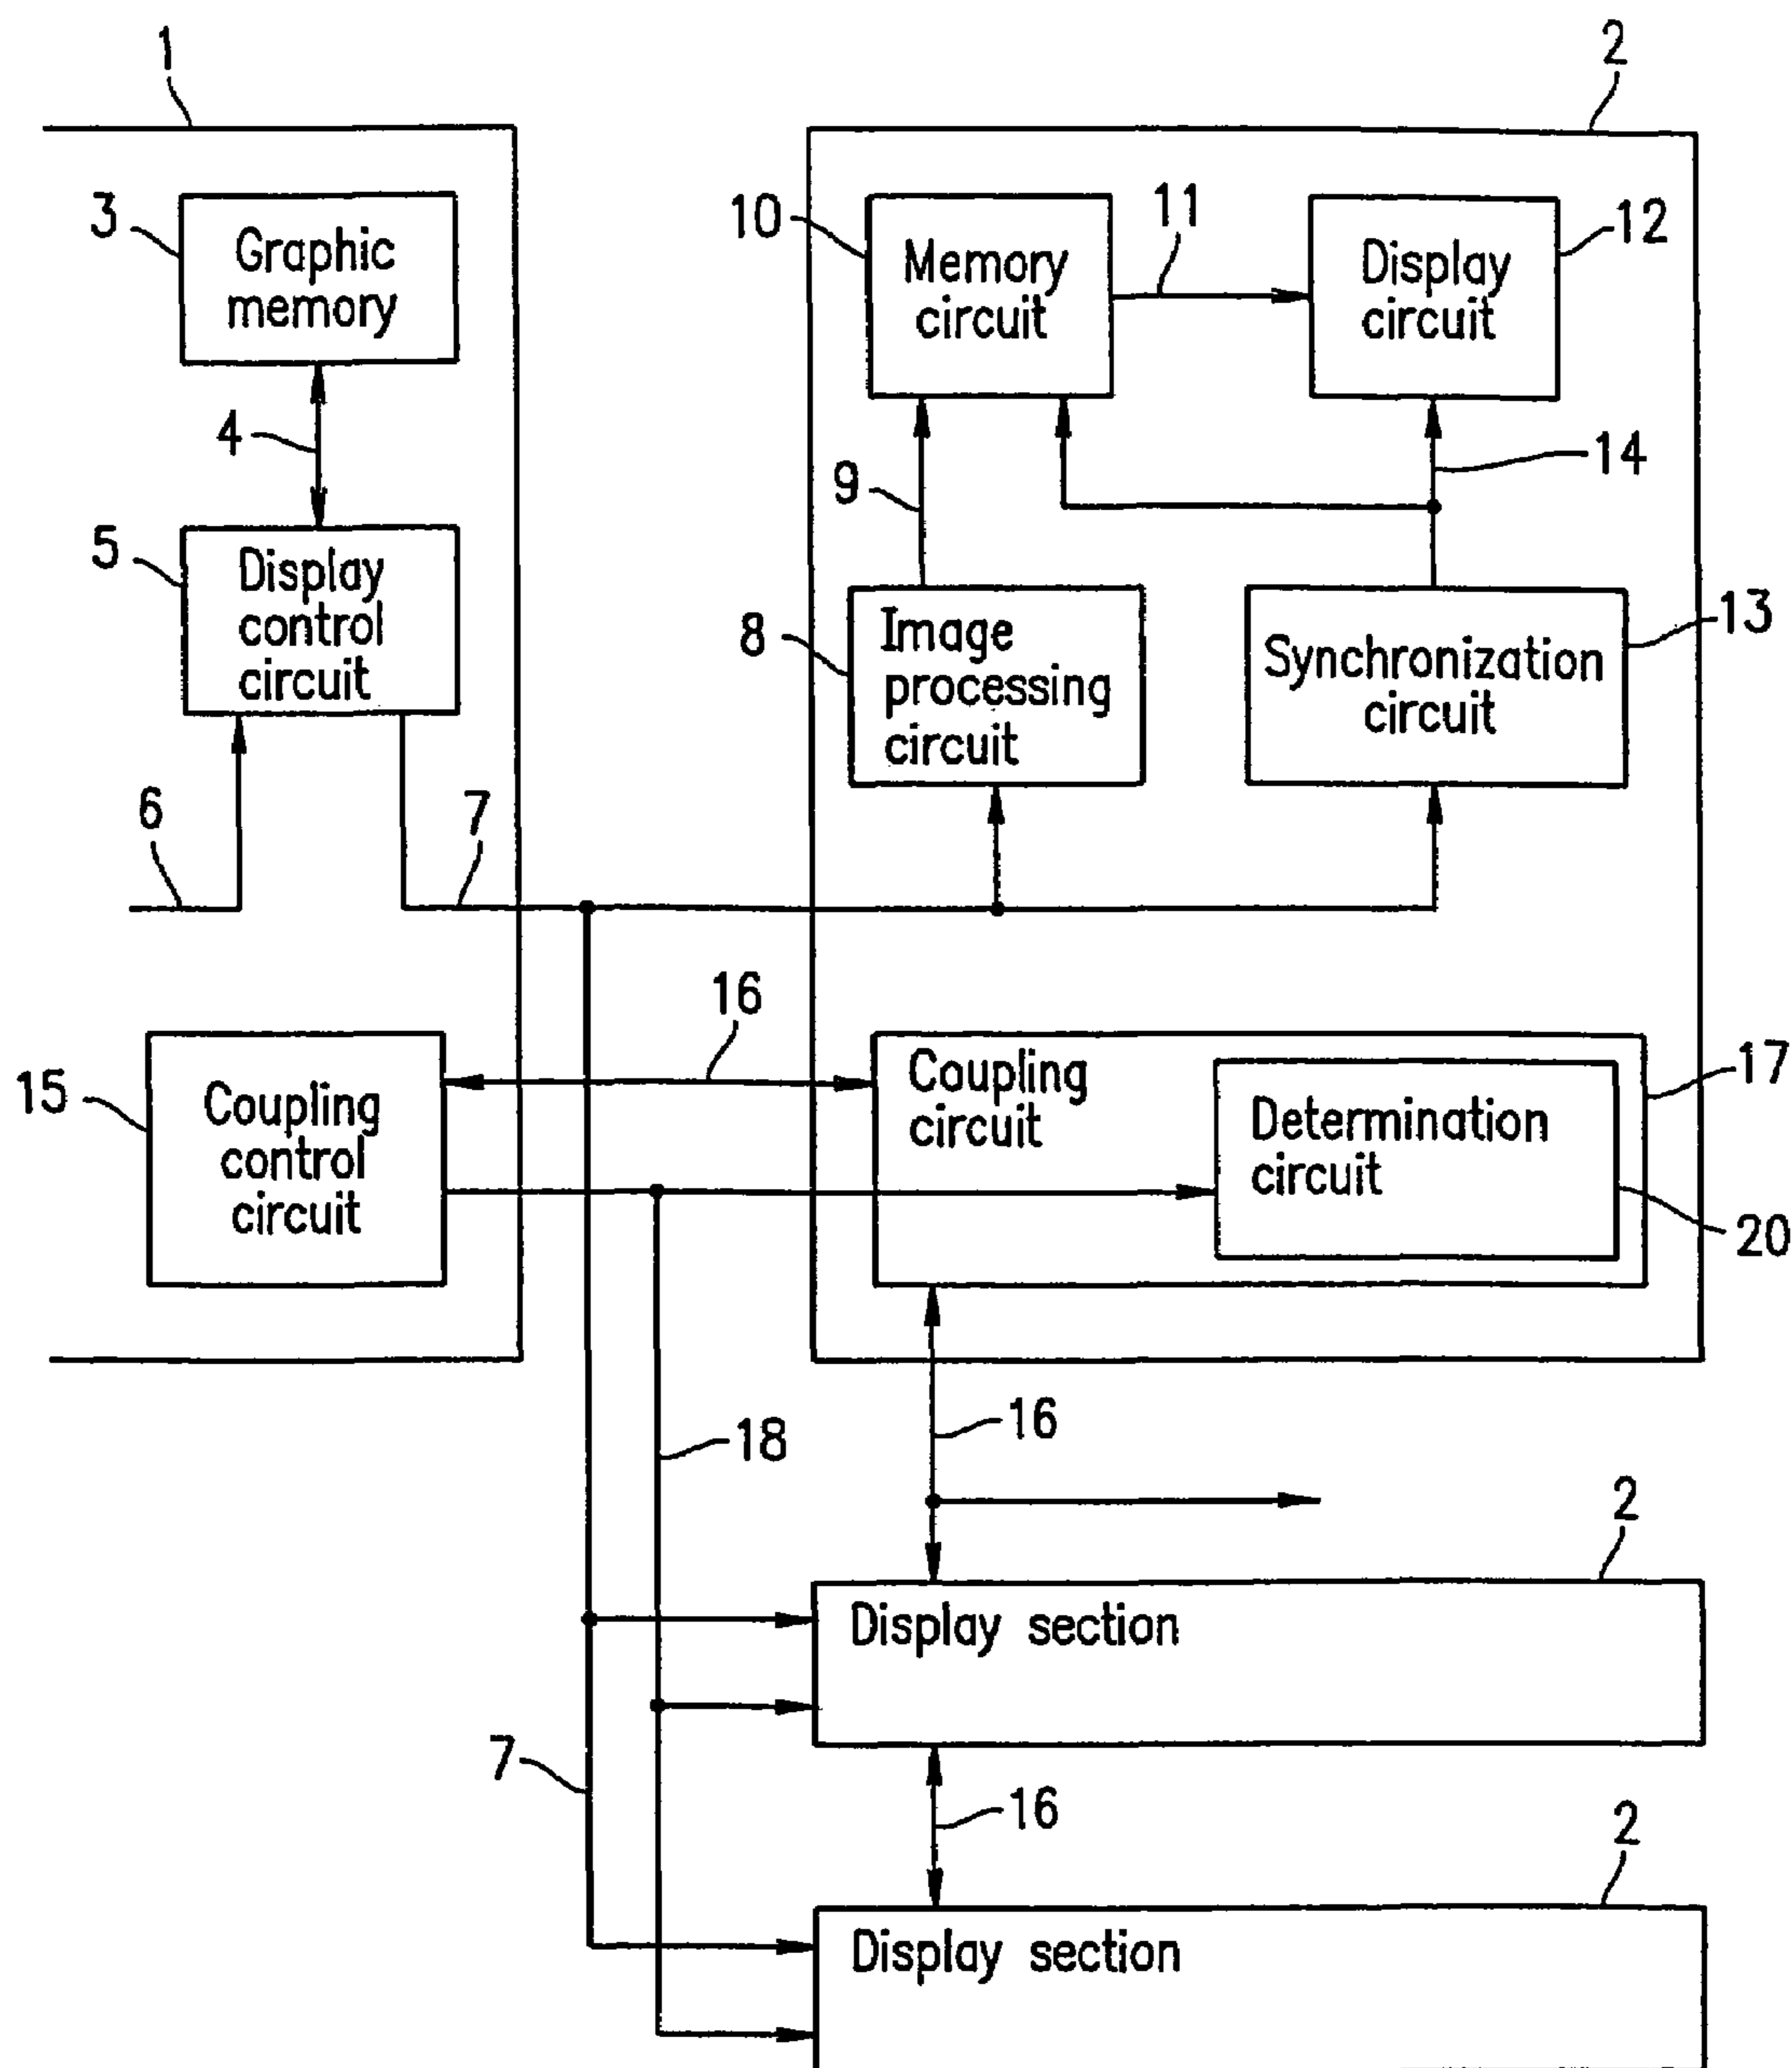 1
2
3
Graphic
memory
10
Memory
circuit
11
Display
circuit
12
4
9
14
5
Display
control
circuit
8
Image
processing
circuit
Synchronization
circuit
13
6
7
16
15
Coupling
control
circuit
Coupling
circuit
Determination
circuit
17
20
18
16
2
Display section
7
16
2
Display section